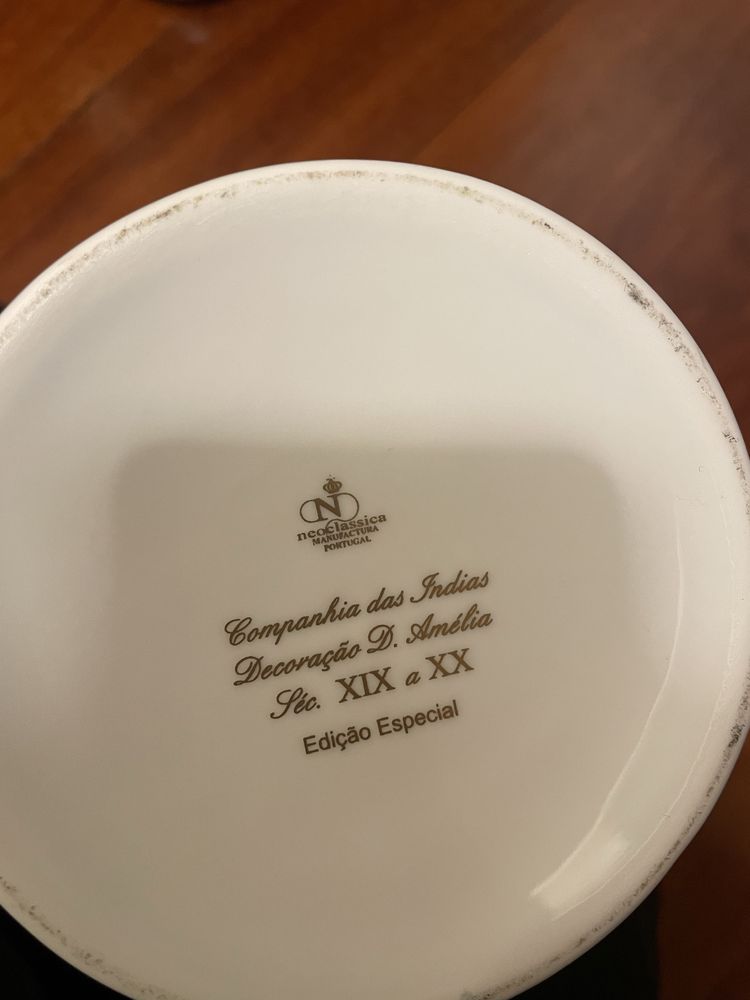 N
neoclassica
MANUFACTURA
PORTUGAL
Companhia das Indias
Decoração D. Amélia
Séc. XIX a XX
Edição Especial